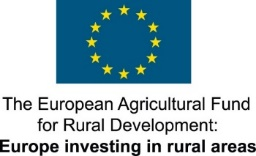 The European Agricultural Fund
for Rural Development:
Europe investing in rural areas